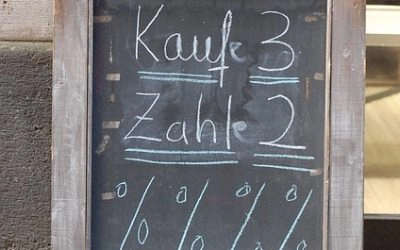 Kaufe 3
Zahle 2
% % % %